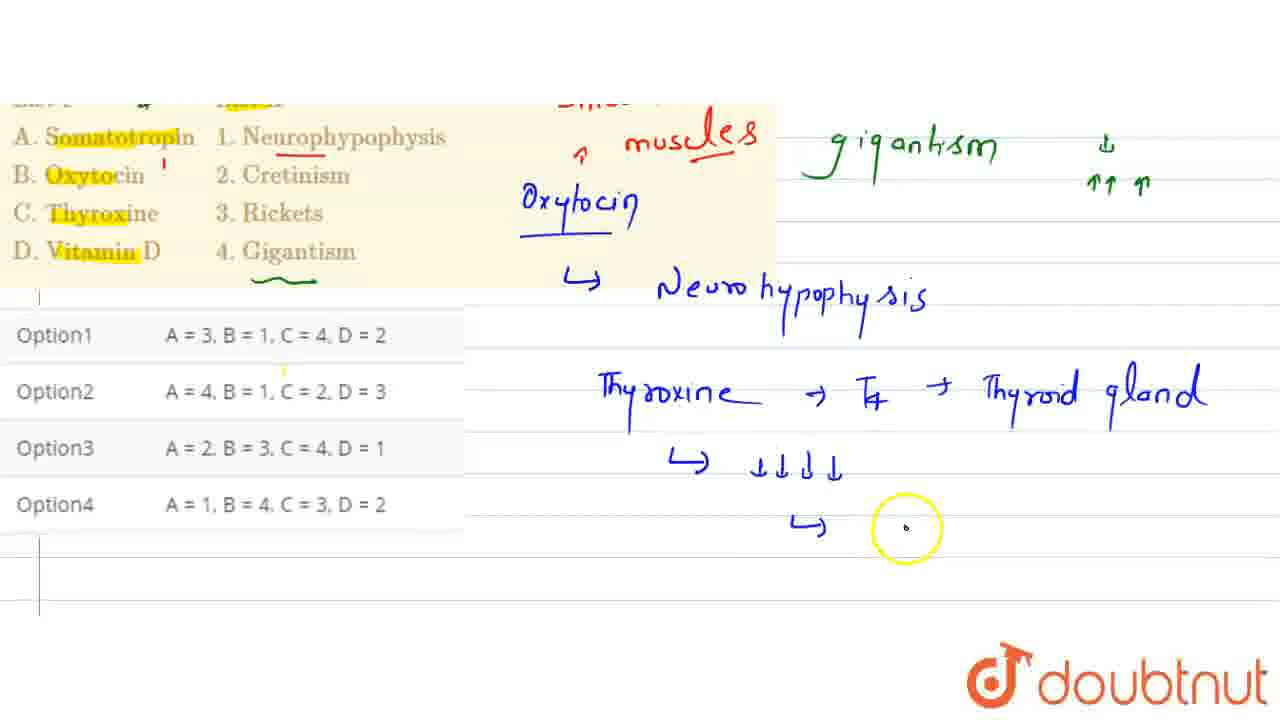 A. Somatotropin 1. Neurophypophysis
B. Oxytocin 2. Cretinism
C. Thyroxine 3. Rickets
D. Vitamin D 4. Gigantism
Option1 A = 3, B = 1, C = 4, D = 2
Option2 A = 4, B = 1, C = 2, D = 3
Option3 A = 2, B = 3, C = 4, D = 1
Option4 A = 1, B = 4, C = 3, D = 2
muscles
↑
Oxytocin
↳ Neurohypophysis
gigantism ↓
↑↑ ↑
Thyroxine → T4 → Thyroid gland
↳ ↓↓↓↓
↳
doubtnut